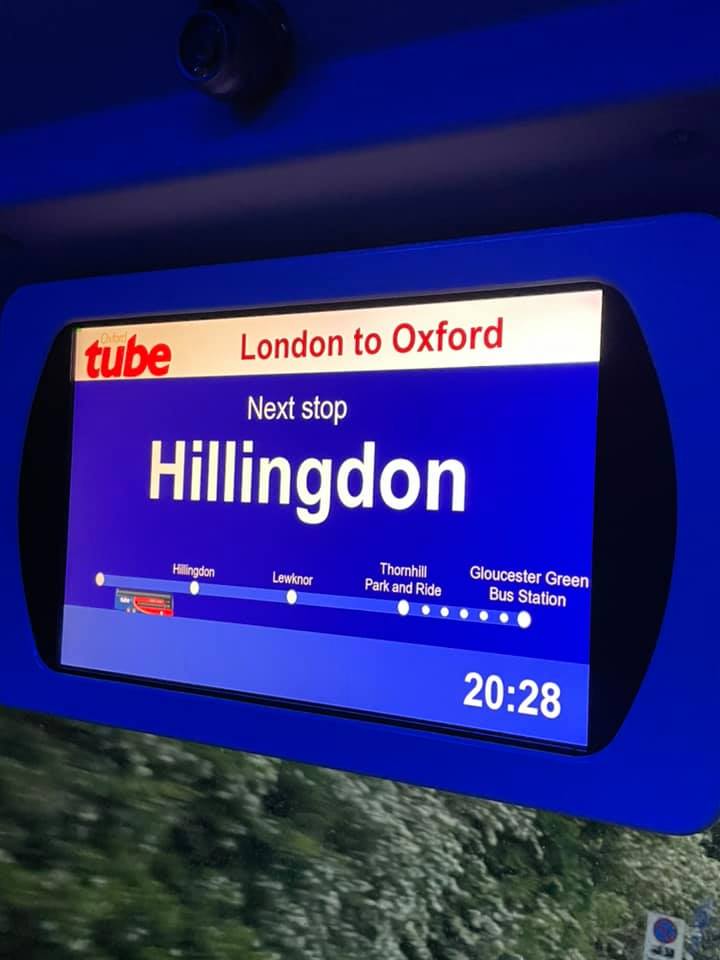 Oxford
tube
London to Oxford
Next stop
Hillingdon
Hillingdon
Lewknor
Thornhill
Park and Ride
Gloucester Green
Bus Station
20:28